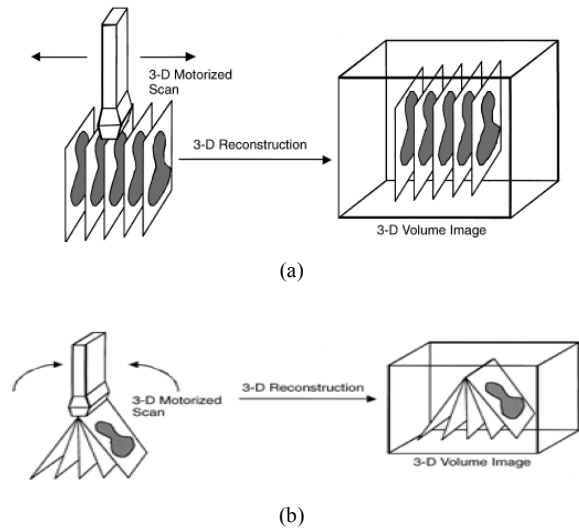 3-D Motorized
Scan
3-D Reconstruction
3-D Volume Image
(a)
3-D Motorized
Scan
3-D Reconstruction
3-D Volume Image
(b)